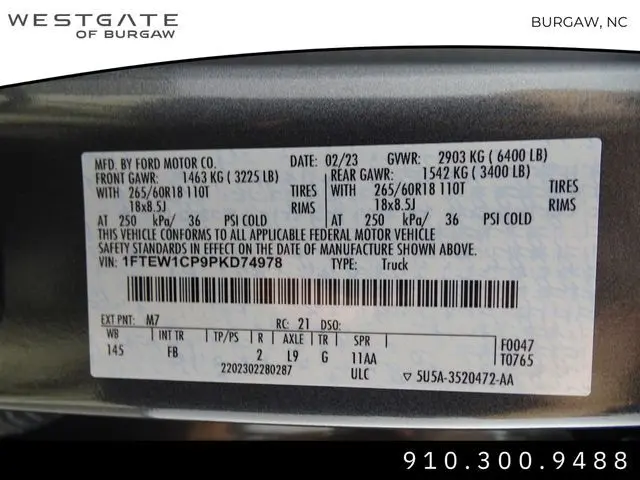 WESTGATE
OF BURGAW
BURGAW, NC
MFD. BY FORD MOTOR CO. DATE: 02/23 GVWR: 2903 KG ( 6400 LB)
FRONT GAWR: 1463 KG ( 3225 LB) REAR GAWR: 1542 KG ( 3400 LB)
WITH 265/60R18 110T TIRES WITH 265/60R18 110T TIRES
18x8.5J RIMS 18x8.5J RIMS
AT 250 kPa/ 36 PSI COLD AT 250 kPa/ 36 PSI COLD
THIS VEHICLE CONFORMS TO ALL APPLICABLE FEDERAL MOTOR VEHICLE
SAFETY STANDARDS IN EFFECT ON THE DATE OF MANUFACTURE SHOWN ABOVE.
VIN: 1FTEW1CP9PKD74978 TYPE: Truck
EXT PNT: M7 RC: 21 DSO:
WB INT TR TP/PS R AXLE TR SPR F0047
145 FB 2 L9 G 11AA T0765
2202302280287 ULC ▽ 5U5A-3520472-AA
910.300.9488